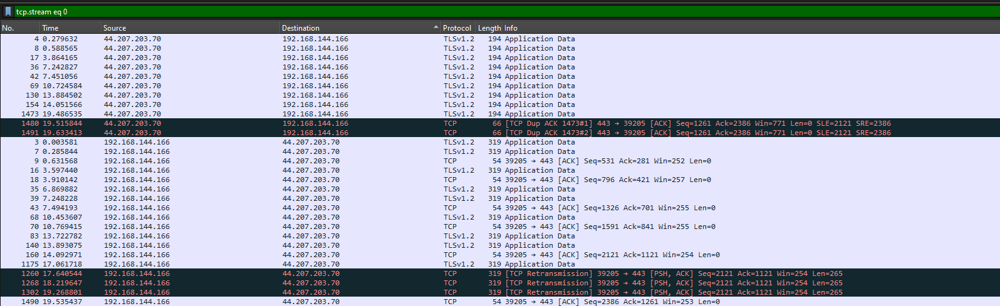 tcp.stream eq 0
No. Time Source Destination Protocol Length Info
4 0.279632 44.207.203.70 192.168.144.166 TLSv1.2 194 Application Data
8 0.588565 44.207.203.70 192.168.144.166 TLSv1.2 194 Application Data
17 3.864165 44.207.203.70 192.168.144.166 TLSv1.2 194 Application Data
36 7.242827 44.207.203.70 192.168.144.166 TLSv1.2 194 Application Data
42 7.451056 44.207.203.70 192.168.144.166 TLSv1.2 194 Application Data
69 10.724584 44.207.203.70 192.168.144.166 TLSv1.2 194 Application Data
130 13.884502 44.207.203.70 192.168.144.166 TLSv1.2 194 Application Data
154 14.051566 44.207.203.70 192.168.144.166 TLSv1.2 194 Application Data
1473 19.486535 44.207.203.70 192.168.144.166 TLSv1.2 194 Application Data
1480 19.515844 44.207.203.70 192.168.144.166 TCP 66 [TCP Dup ACK 1473#1] 443 → 39205 [ACK] Seq=1261 Ack=2386 Win=771 Len=0 SLE=2121 SRE=2386
1491 19.633413 44.207.203.70 192.168.144.166 TCP 66 [TCP Dup ACK 1473#2] 443 → 39205 [ACK] Seq=1261 Ack=2386 Win=771 Len=0 SLE=2121 SRE=2386
3 0.003581 192.168.144.166 44.207.203.70 TLSv1.2 319 Application Data
7 0.285844 192.168.144.166 44.207.203.70 TLSv1.2 319 Application Data
9 0.631568 192.168.144.166 44.207.203.70 TCP 54 39205 → 443 [ACK] Seq=531 Ack=281 Win=252 Len=0
16 3.597440 192.168.144.166 44.207.203.70 TLSv1.2 319 Application Data
18 3.910142 192.168.144.166 44.207.203.70 TCP 54 39205 → 443 [ACK] Seq=796 Ack=421 Win=257 Len=0
35 6.869882 192.168.144.166 44.207.203.70 TLSv1.2 319 Application Data
39 7.248228 192.168.144.166 44.207.203.70 TLSv1.2 319 Application Data
43 7.494193 192.168.144.166 44.207.203.70 TCP 54 39205 → 443 [ACK] Seq=1326 Ack=701 Win=255 Len=0
68 10.453607 192.168.144.166 44.207.203.70 TLSv1.2 319 Application Data
70 10.769415 192.168.144.166 44.207.203.70 TCP 54 39205 → 443 [ACK] Seq=1591 Ack=841 Win=255 Len=0
83 13.722782 192.168.144.166 44.207.203.70 TLSv1.2 319 Application Data
140 13.893075 192.168.144.166 44.207.203.70 TLSv1.2 319 Application Data
160 14.092971 192.168.144.166 44.207.203.70 TCP 54 39205 → 443 [ACK] Seq=2121 Ack=1121 Win=254 Len=0
1175 17.061718 192.168.144.166 44.207.203.70 TLSv1.2 319 Application Data
1260 17.640544 192.168.144.166 44.207.203.70 TCP 319 [TCP Retransmission] 39205 → 443 [PSH, ACK] Seq=2121 Ack=1121 Win=254 Len=265
1268 18.219647 192.168.144.166 44.207.203.70 TCP 319 [TCP Retransmission] 39205 → 443 [PSH, ACK] Seq=2121 Ack=1121 Win=254 Len=265
1302 19.268801 192.168.144.166 44.207.203.70 TCP 319 [TCP Retransmission] 39205 → 443 [PSH, ACK] Seq=2121 Ack=1121 Win=254 Len=265
1490 19.535437 192.168.144.166 44.207.203.70 TCP 54 39205 → 443 [ACK] Seq=2386 Ack=1261 Win=253 Len=0